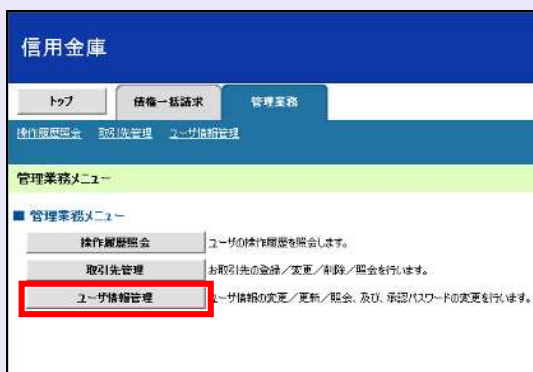 信用金庫
トップ 債権一括請求 管理業務
操作履歴照会 取引先管理 ユーザ情報管理
管理業務メニュー
■ 管理業務メニュー
操作履歴照会 ユーザの操作履歴を照会します。
取引先管理 お取引先の登録／変更／削除／照会を行います。
ユーザ情報管理 ユーザ情報の変更／更新／照会、及び、承認パスワードの変更を行います。